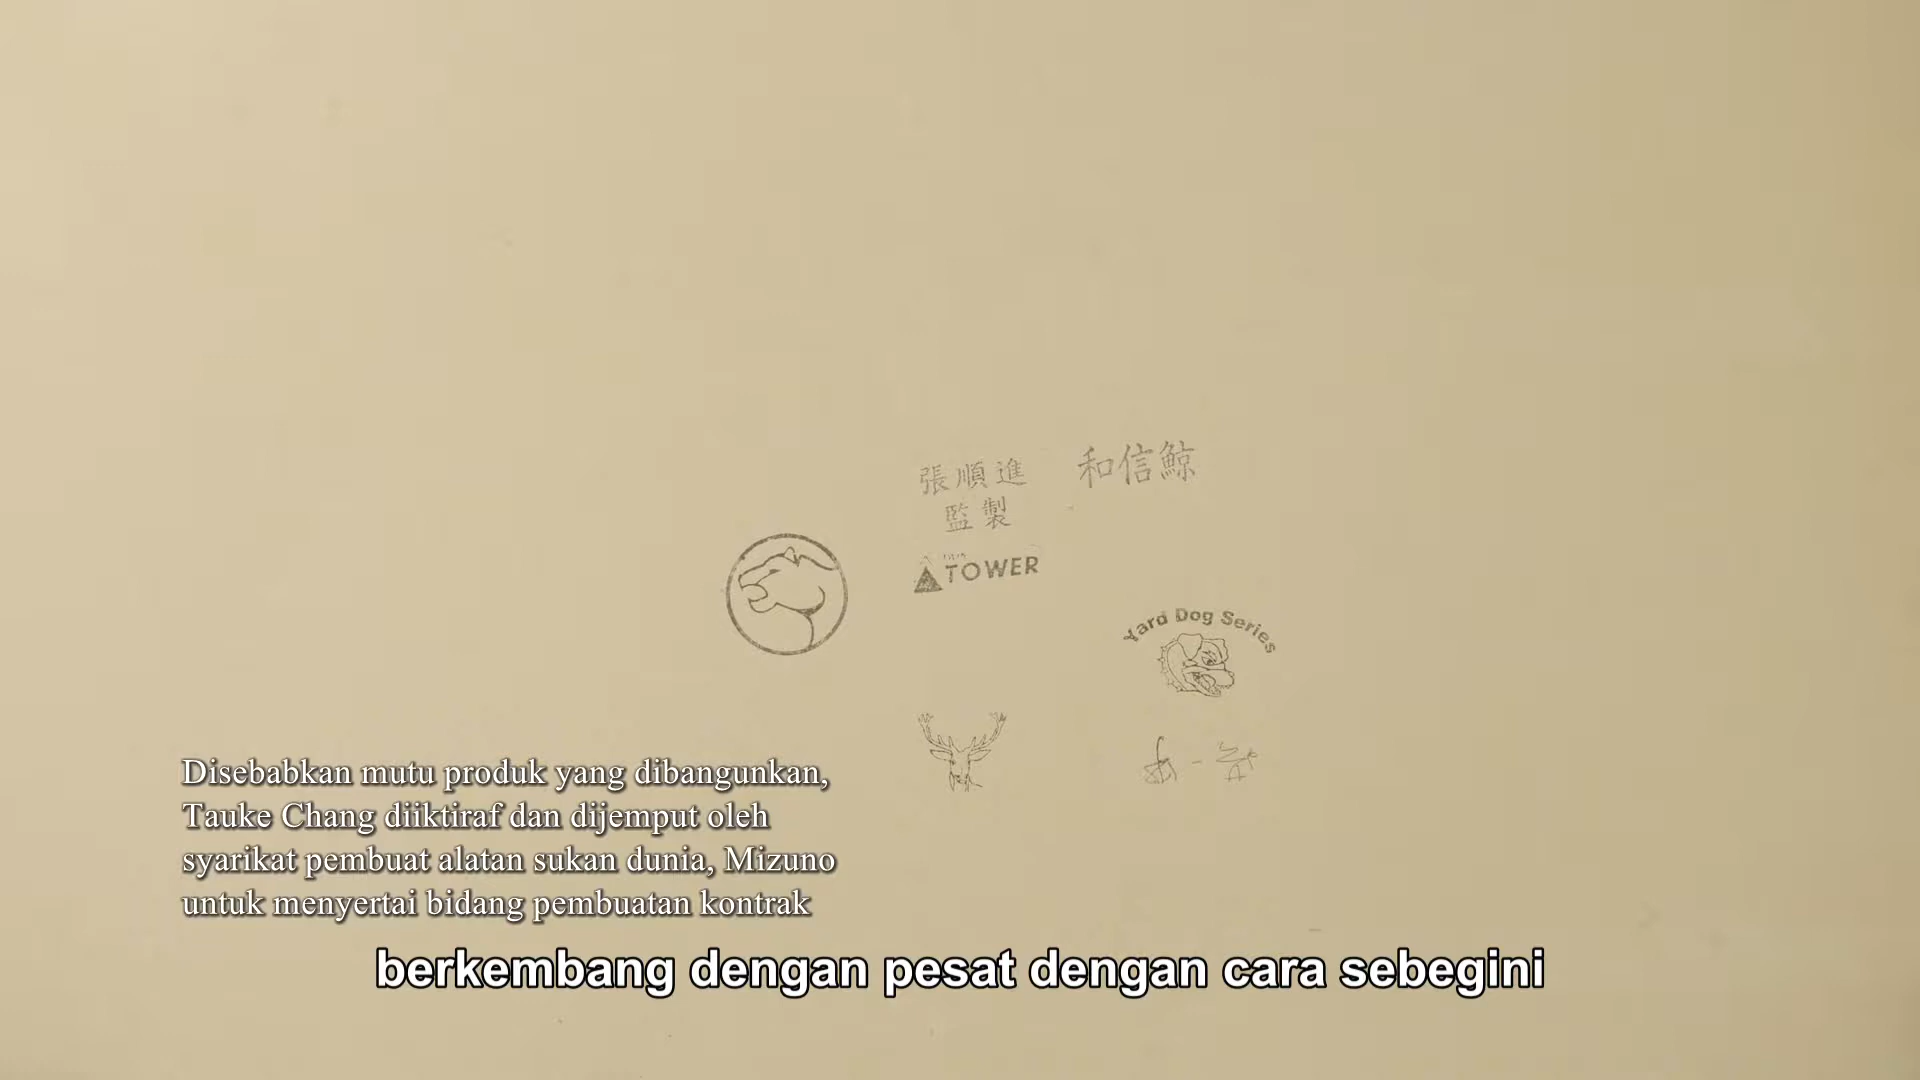 張順進 和信鯨
監製
TOWER
Yard Dog Series
Disebabkan mutu produk yang dibangunkan,
Tauke Chang diiktiraf dan dijemput oleh
syarikat pembuat alatan sukan dunia, Mizuno
untuk menyertai bidang pembuatan kontrak
berkembang dengan pesat dengan cara sebegini